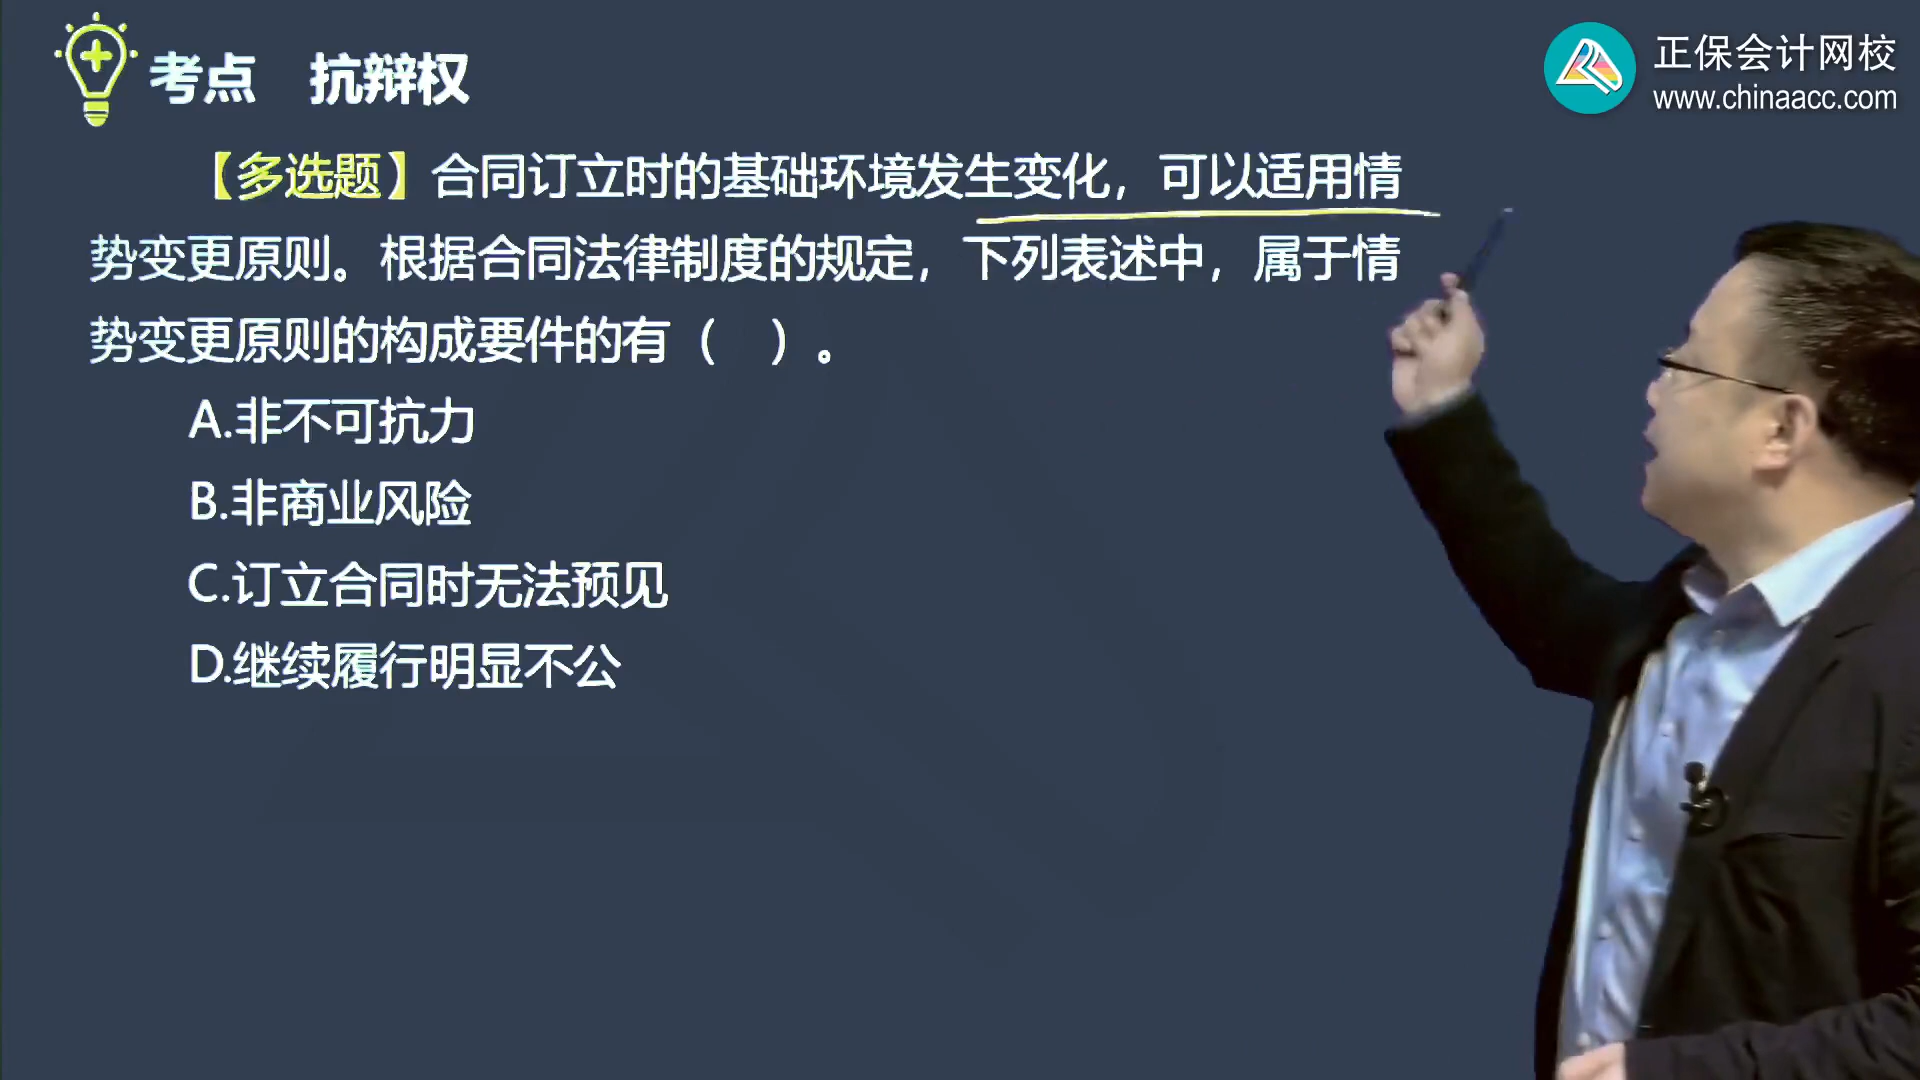 考点 抗辩权
正保会计网校
www.chinaacc.com
【多选题】合同订立时的基础环境发生变化，可以适用情
势变更原则。根据合同法律制度的规定，下列表述中，属于情
势变更原则的构成要件的有（ ）。
A.非不可抗力
B.非商业风险
C.订立合同时无法预见
D.继续履行明显不公